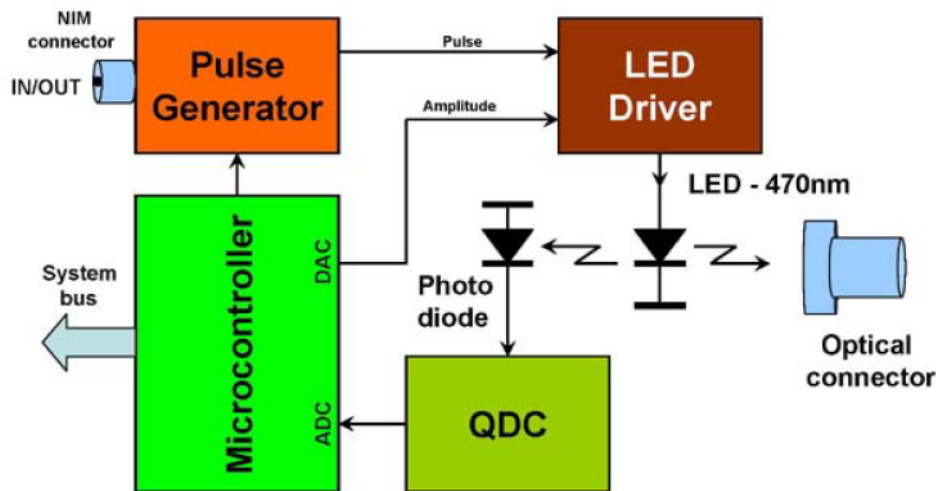 NIM
connector
IN/OUT
Pulse
Generator
Pulse
Amplitude
LED
Driver
LED - 470nm
Microcontroller
DAC
ADC
System
bus
Photo
diode
QDC
Optical
connector